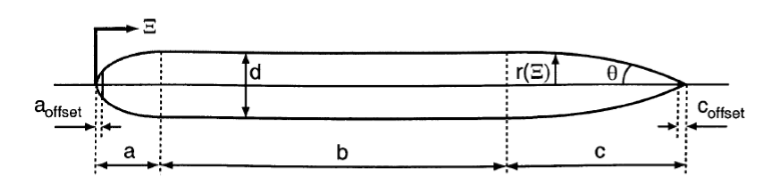 Ξ
d
r(Ξ)
θ
a_offset
c_offset
a
b
c